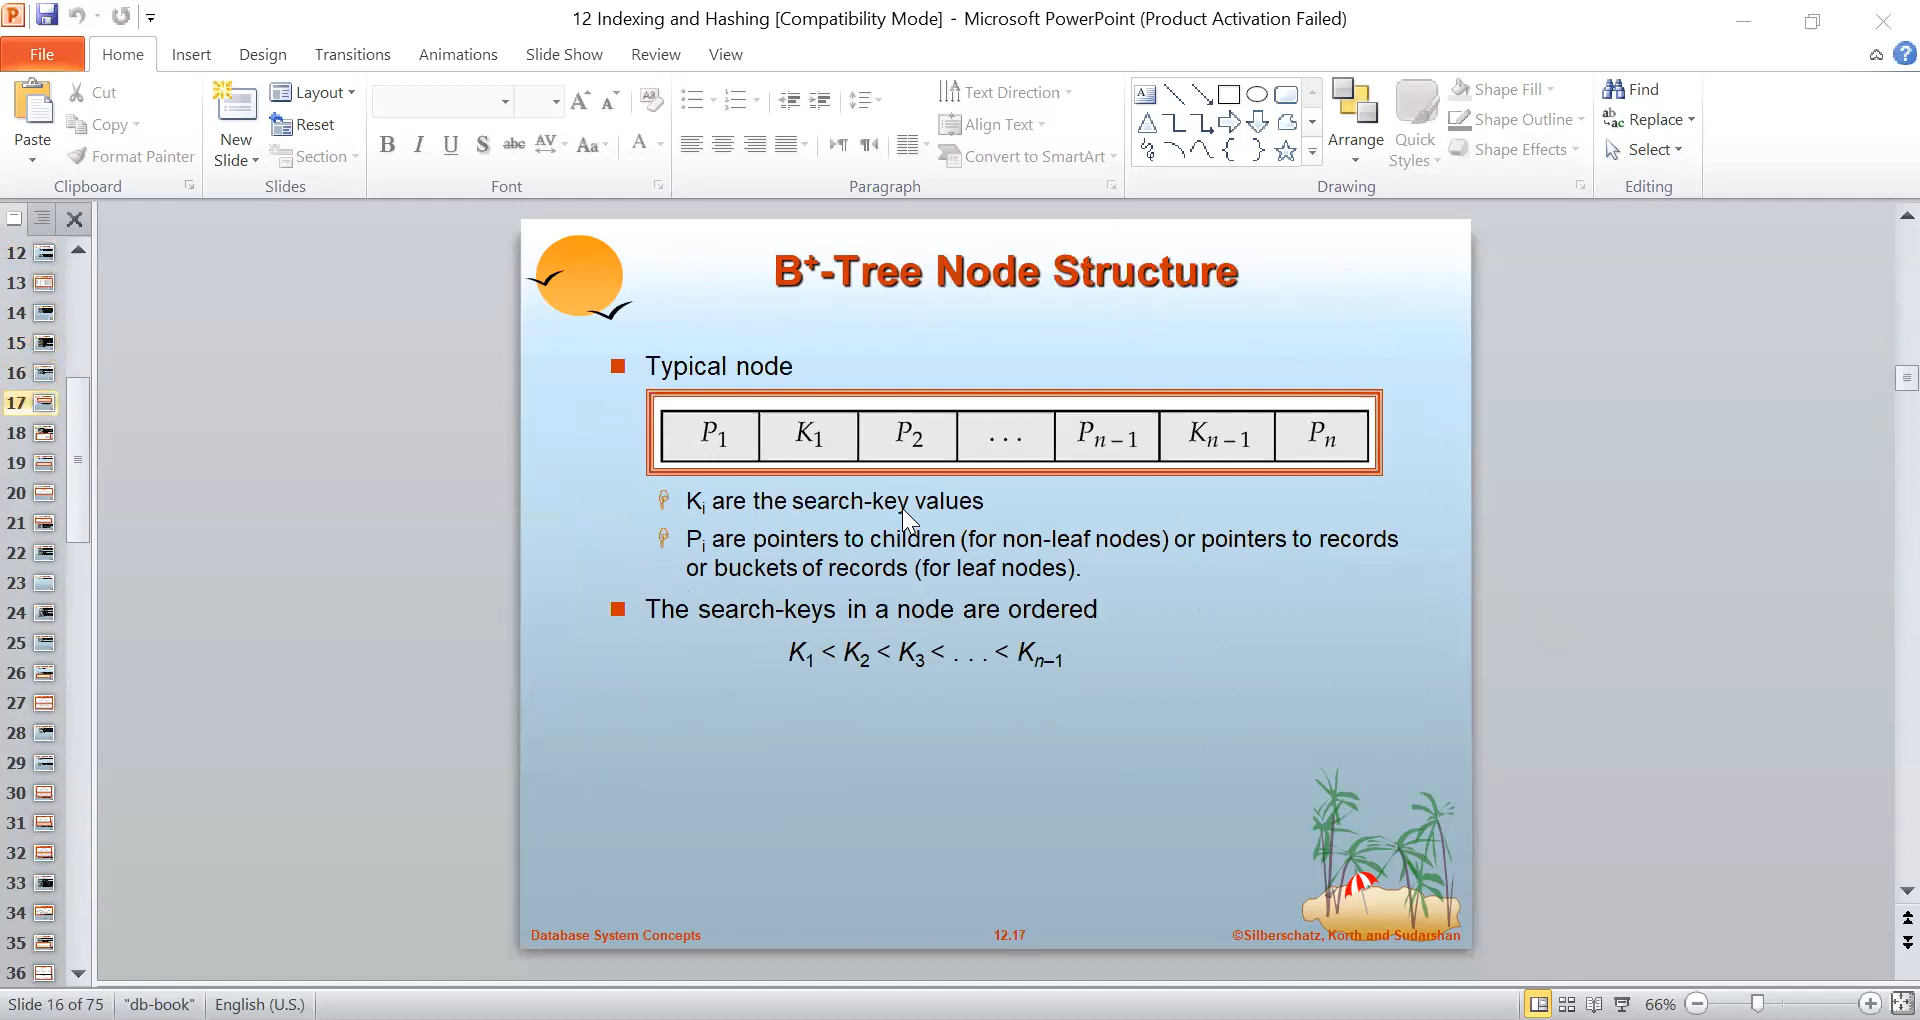 12 Indexing and Hashing [Compatibility Mode] - Microsoft PowerPoint (Product Activation Failed)
File Home Insert Design Transitions Animations Slide Show Review View
Paste
Cut
Copy
Format Painter
Clipboard
New Slide
Layout
Reset
Section
Slides
B I U S abc AV Aa A
Font
Text Direction
Align Text
Convert to SmartArt
Paragraph
Arrange
Quick Styles
Shape Fill
Shape Outline
Shape Effects
Drawing
Find
Replace
Select
Editing
12
13
14
15
16
17
18
19
20
21
22
23
24
25
26
27
28
29
30
31
32
33
34
35
36
B+-Tree Node Structure
Typical node
P1 K1 P2 . . . Pn – 1 Kn – 1 Pn
Ki are the search-key values
Pi are pointers to children (for non-leaf nodes) or pointers to records
or buckets of records (for leaf nodes).
The search-keys in a node are ordered
K1 < K2 < K3 < . . . < Kn–1
Database System Concepts 12.17 ©Silberschatz, Korth and Sudarshan
Slide 16 of 75 "db-book" English (U.S.) 66%